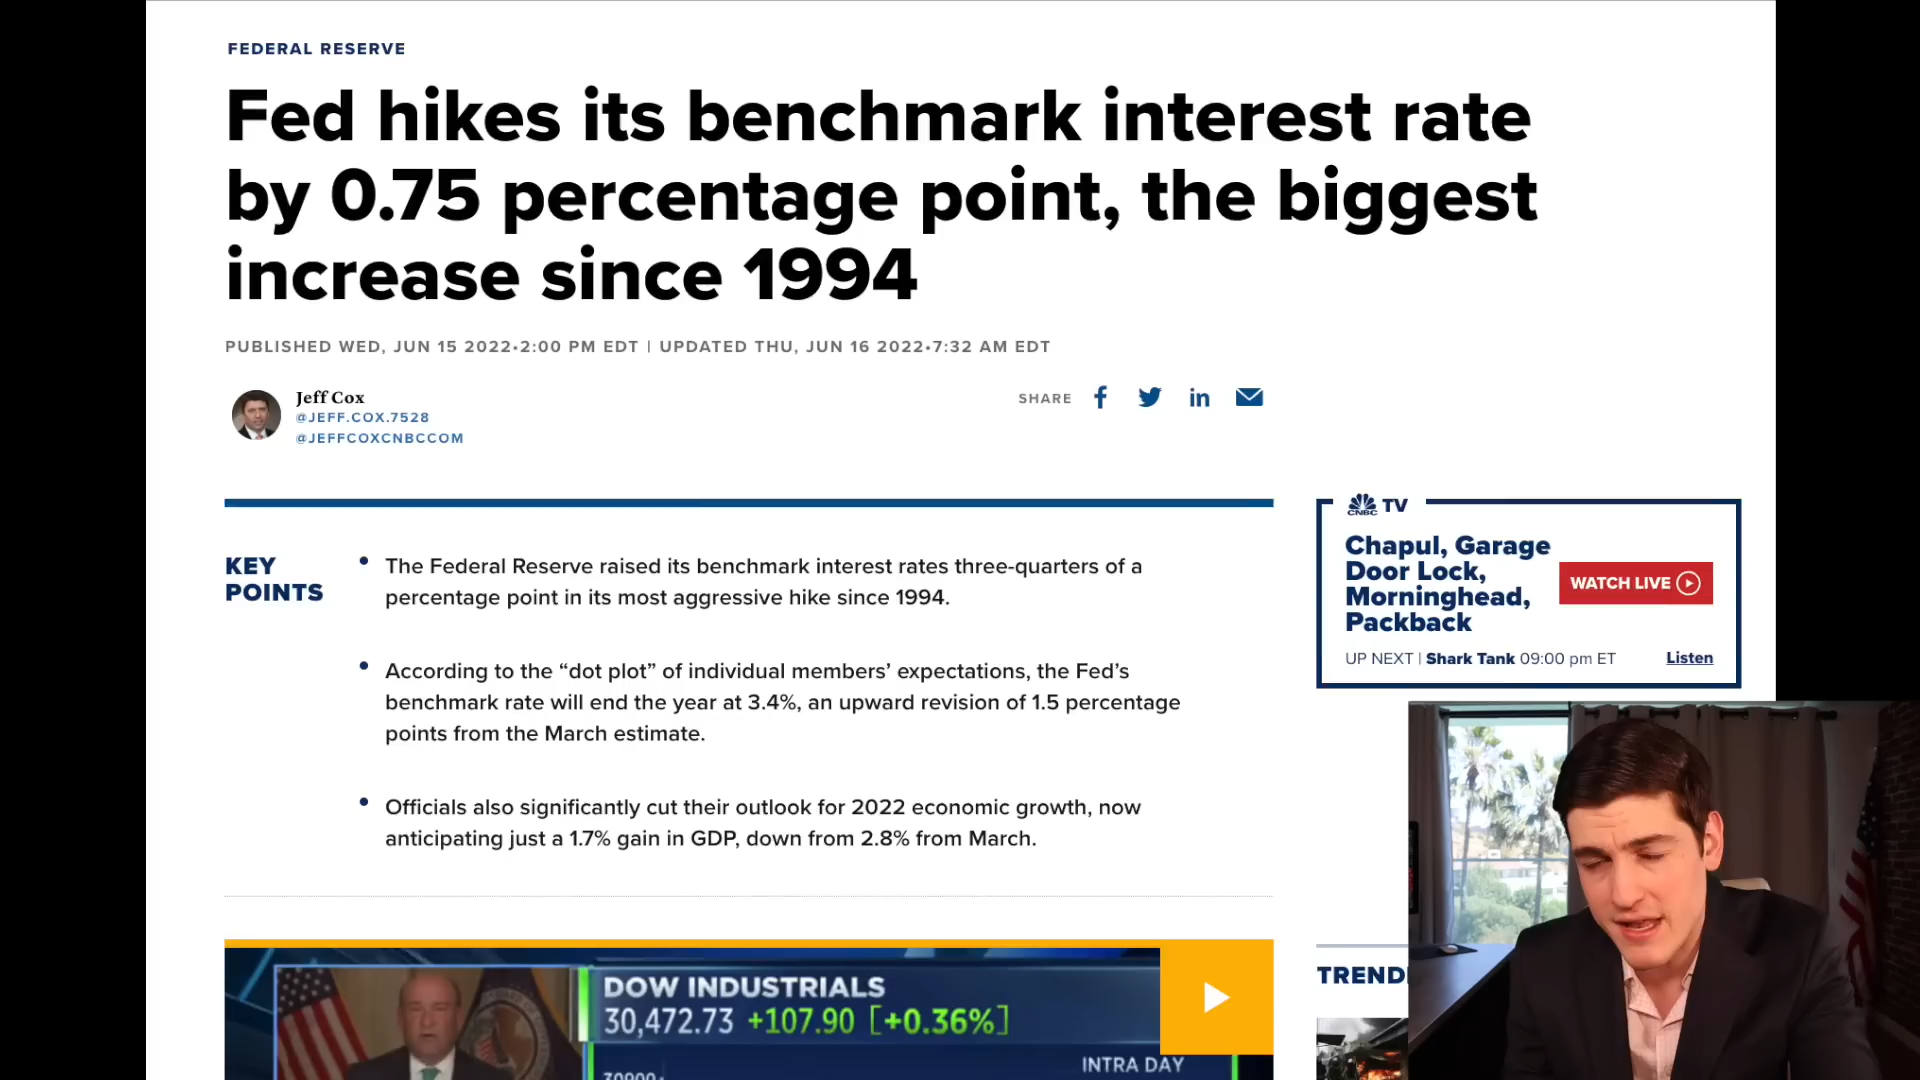 FEDERAL RESERVE
Fed hikes its benchmark interest rate
by 0.75 percentage point, the biggest
increase since 1994
PUBLISHED WED, JUN 15 2022•2:00 PM EDT | UPDATED THU, JUN 16 2022•7:32 AM EDT
Jeff Cox
@JEFF.COX.7528
@JEFFCOXCNBCCOM
SHARE
KEY
POINTS
• The Federal Reserve raised its benchmark interest rates three-quarters of a
percentage point in its most aggressive hike since 1994.
• According to the “dot plot” of individual members’ expectations, the Fed’s
benchmark rate will end the year at 3.4%, an upward revision of 1.5 percentage
points from the March estimate.
• Officials also significantly cut their outlook for 2022 economic growth, now
anticipating just a 1.7% gain in GDP, down from 2.8% from March.
CNBC TV
Chapul, Garage
Door Lock,
Morninghead,
Packback
WATCH LIVE
UP NEXT | Shark Tank 09:00 pm ET
Listen
TREND
DOW INDUSTRIALS
30,472.73 +107.90 [+0.36%]
INTRA DAY
30900